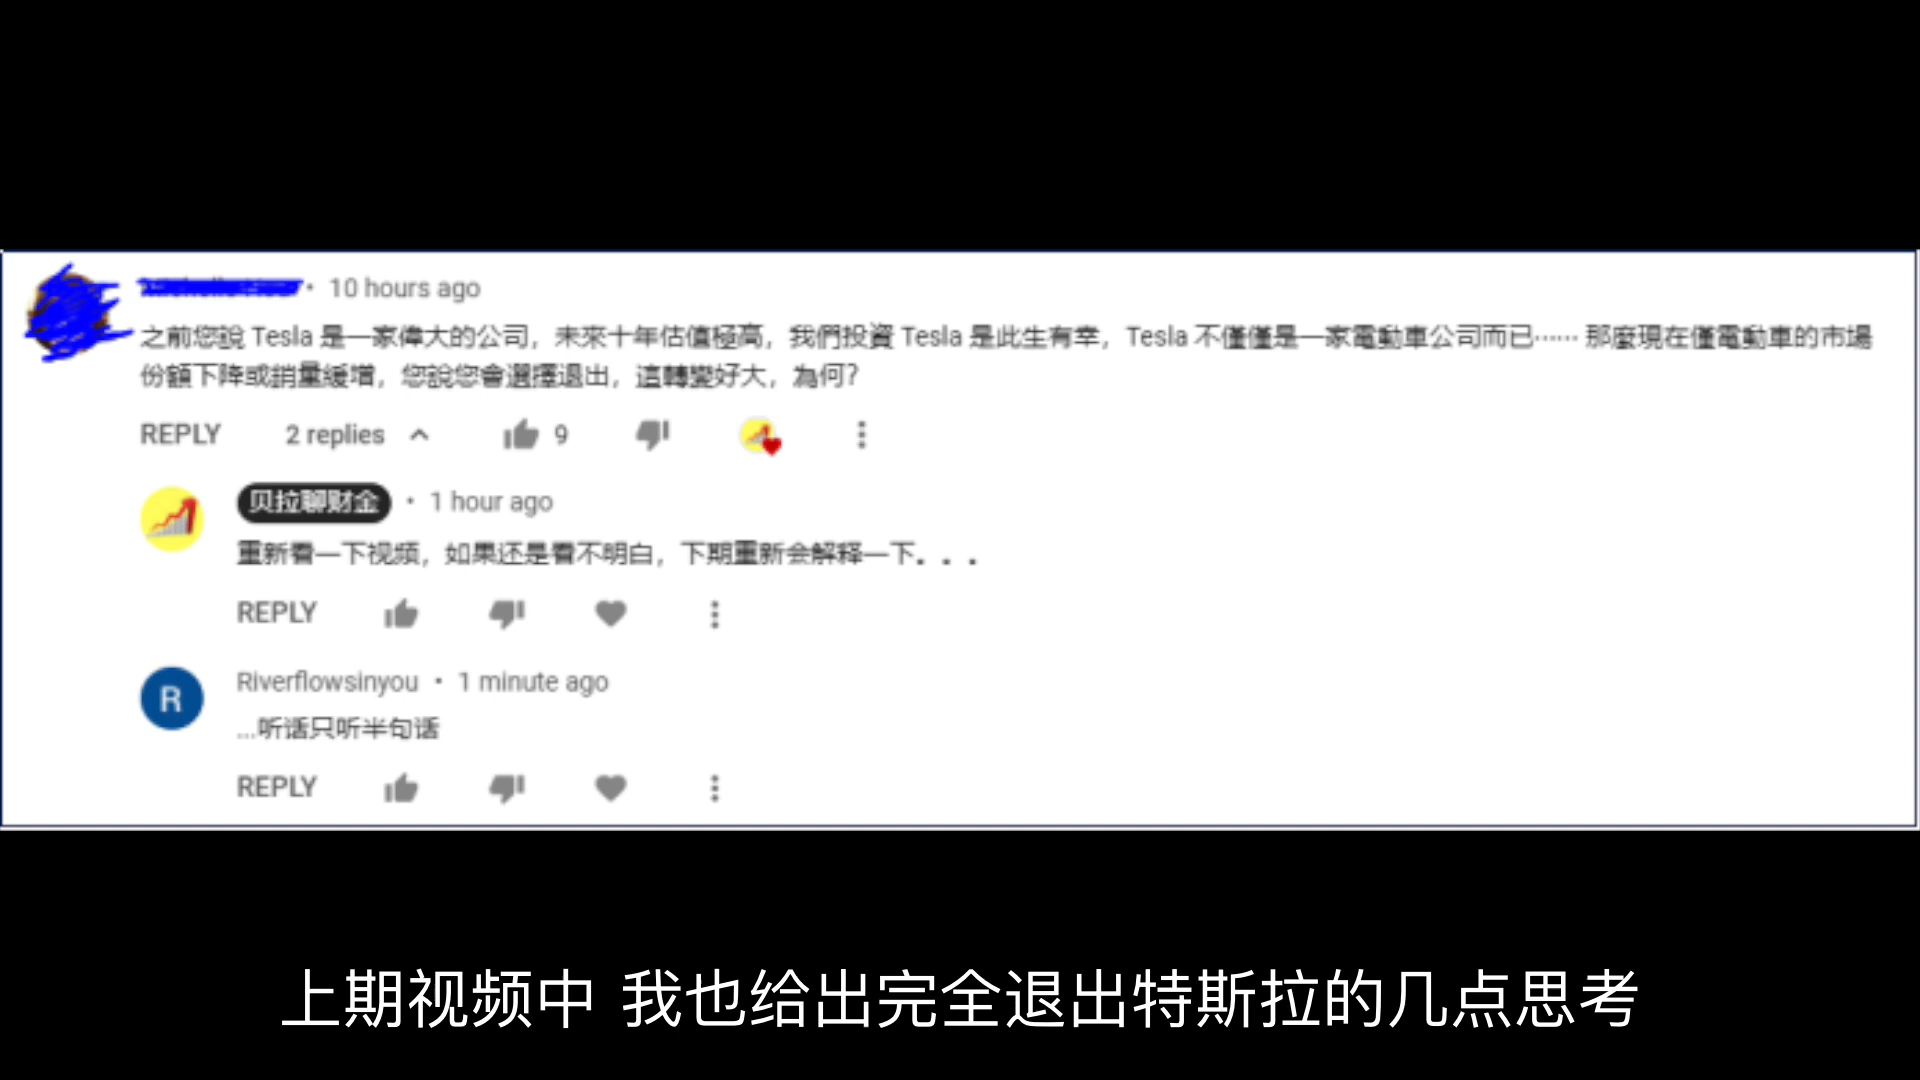 • 10 hours ago
之前您說 Tesla 是一家偉大的公司，未來十年估值極高，我們投資 Tesla 是此生有幸，Tesla 不僅僅是一家電動車公司而已⋯⋯ 那麼現在僅電動車的市場
份額下降或銷量緩增，您說您會選擇退出，這轉變好大，為何？
REPLY 2 replies 9
贝拉聊财金 • 1 hour ago
重新看一下视频，如果还是看不明白，下期重新会解释一下. . .
REPLY
R
Riverflowsinyou • 1 minute ago
...听话只听半句话
REPLY
上期视频中 我也给出完全退出特斯拉的几点思考